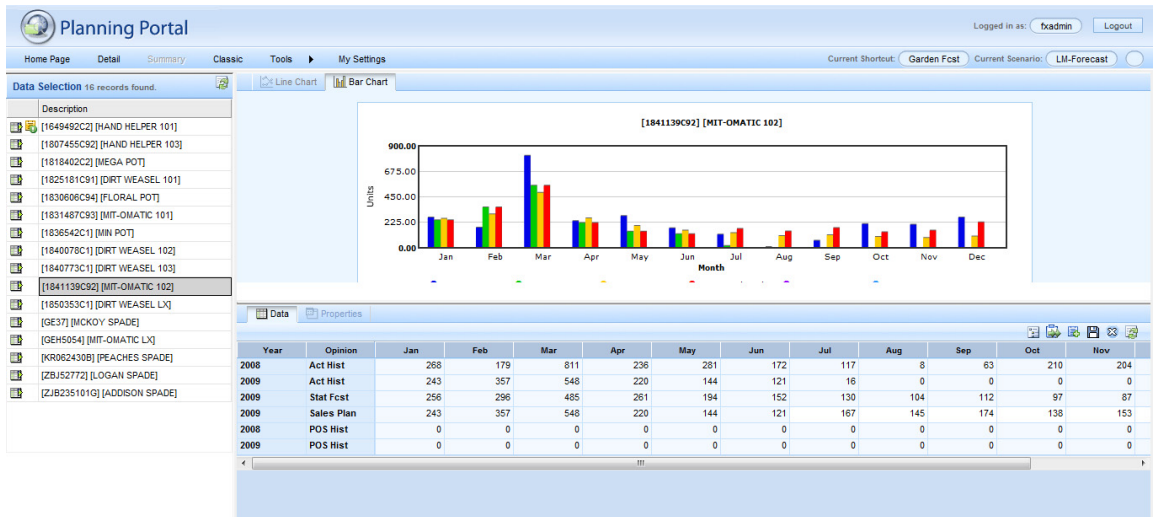 Planning Portal
Logged in as: fxadmin Logout
Home Page Detail Summary Classic Tools My Settings Current Shortcut: Garden Fcst Current Scenario: LM-Forecast
Data Selection 16 records found.
Description
[1649492C2] [HAND HELPER 101]
[1807455C92] [HAND HELPER 103]
[1818402C2] [MEGA POT]
[1825181C91] [DIRT WEASEL 101]
[1830606C94] [FLORAL POT]
[1831487C93] [MIT-OMATIC 101]
[1836542C1] [MIN POT]
[1840078C1] [DIRT WEASEL 102]
[1840773C1] [DIRT WEASEL 103]
[1841139C92] [MIT-OMATIC 102]
[1850353C1] [DIRT WEASEL LX]
[GE37] [MCKOY SPADE]
[GEH5054] [MIT-OMATIC LX]
[KR062430B] [PEACHES SPADE]
[ZBJ52772] [LOGAN SPADE]
[ZJB235101G] [ADDISON SPADE]
Line Chart Bar Chart
[1841139C92] [MIT-OMATIC 102]
900.00
675.00
450.00
225.00
0.00
Units
Jan Feb Mar Apr May Jun Jul Aug Sep Oct Nov Dec
Month
Data Properties
Year Opinion Jan Feb Mar Apr May Jun Jul Aug Sep Oct Nov
2008 Act Hist 268 179 811 236 281 172 117 8 63 210 204
2009 Act Hist 243 357 548 220 144 121 16 0 0 0 0
2009 Stat Fcst 256 296 485 261 194 152 130 104 112 97 87
2009 Sales Plan 243 357 548 220 144 121 167 145 174 138 153
2008 POS Hist 0 0 0 0 0 0 0 0 0 0 0
2009 POS Hist 0 0 0 0 0 0 0 0 0 0 0